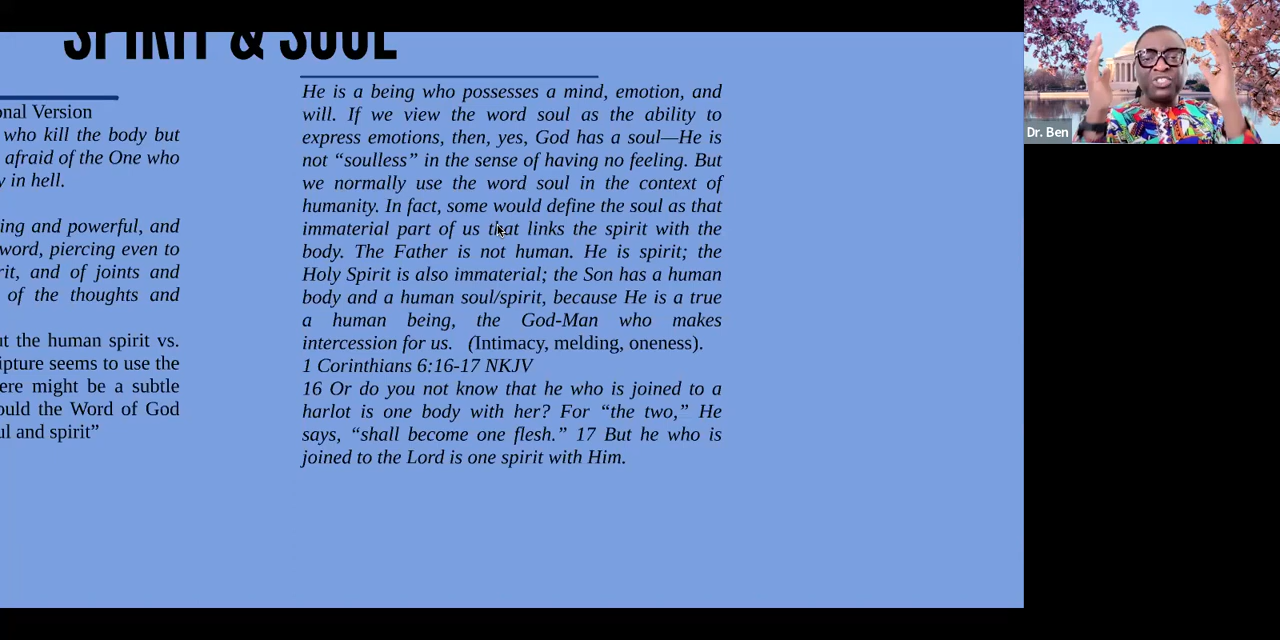 SPIRIT & SOUL
onal Version
who kill the body but
afraid of the One who
y in hell.
ing and powerful, and
word, piercing even to
rit, and of joints and
of the thoughts and
ut the human spirit vs.
ipture seems to use the
ere might be a subtle
ould the Word of God
ul and spirit”
He is a being who possesses a mind, emotion, and
will. If we view the word soul as the ability to
express emotions, then, yes, God has a soul—He is
not “soulless” in the sense of having no feeling. But
we normally use the word soul in the context of
humanity. In fact, some would define the soul as that
immaterial part of us that links the spirit with the
body. The Father is not human. He is spirit; the
Holy Spirit is also immaterial; the Son has a human
body and a human soul/spirit, because He is a true
a human being, the God-Man who makes
intercession for us. (Intimacy, melding, oneness).
1 Corinthians 6:16-17 NKJV
16 Or do you not know that he who is joined to a
harlot is one body with her? For “the two,” He
says, “shall become one flesh.” 17 But he who is
joined to the Lord is one spirit with Him.
Dr. Ben